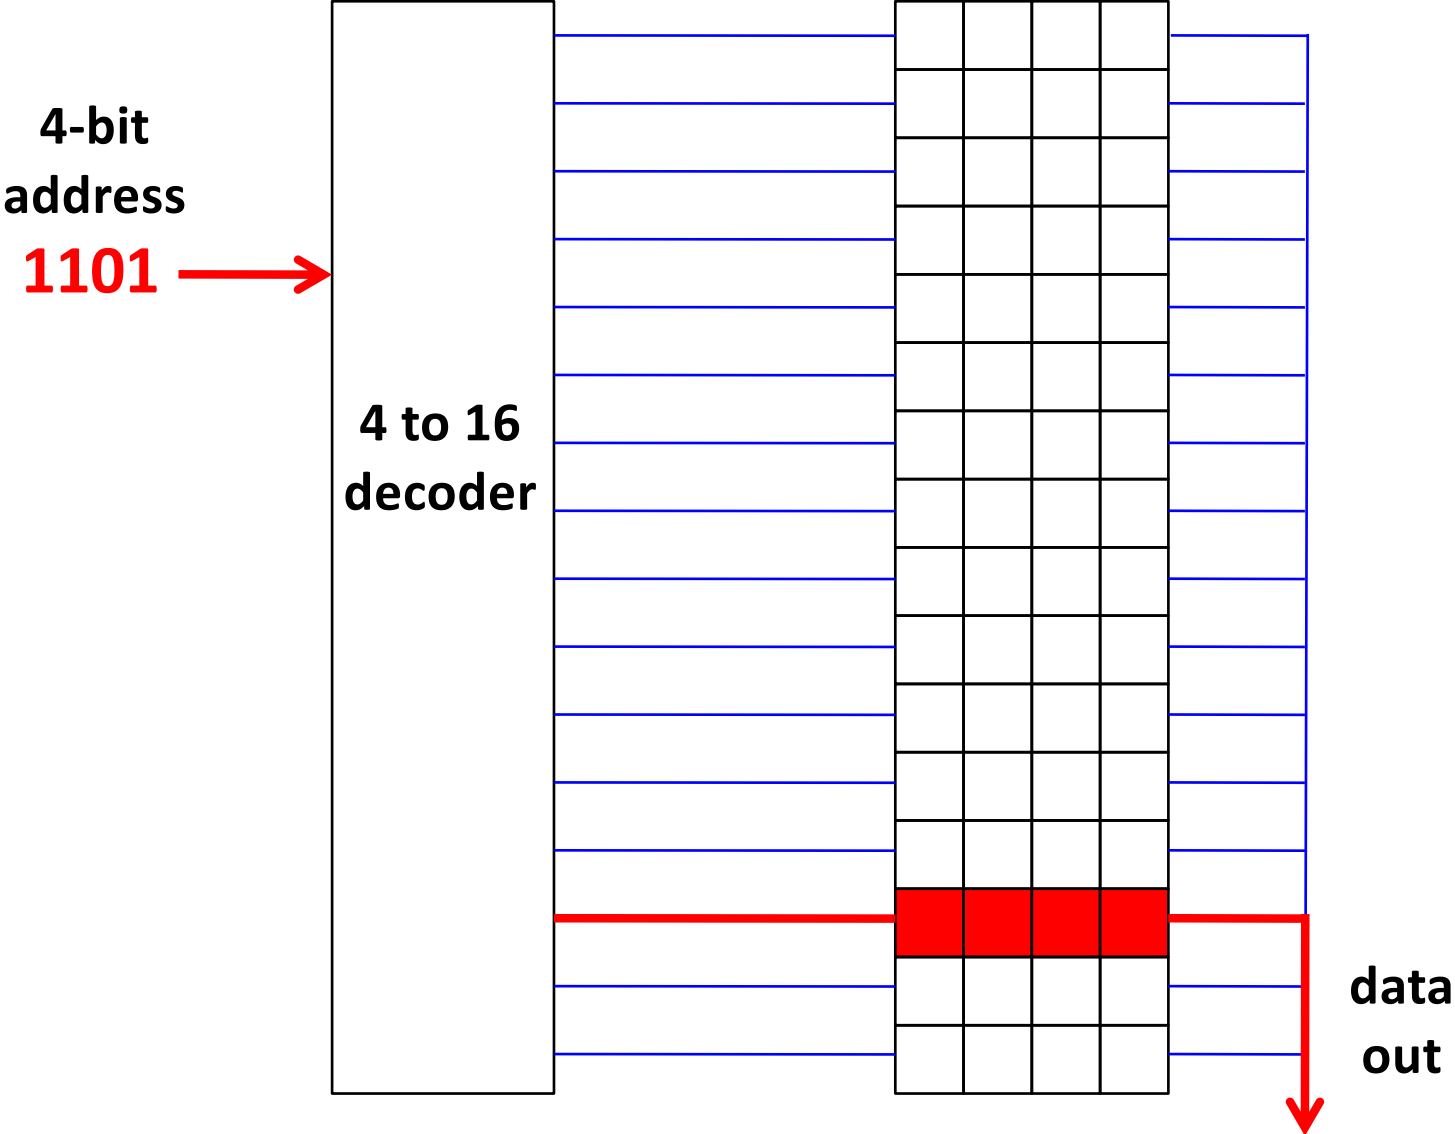 4-bit
address
1101
4 to 16
decoder
data
out